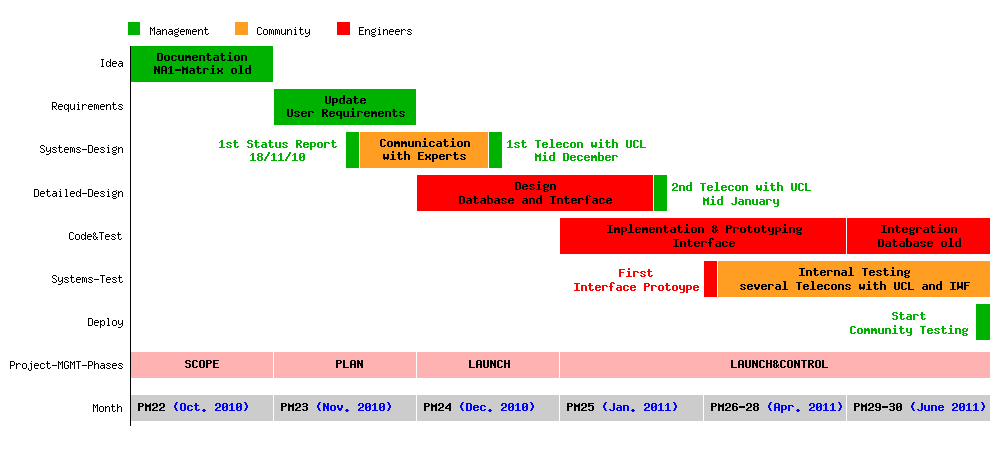 Management Community Engineers
Idea
Documentation
NA1-Matrix old
Requirements
Update
User Requirements
Systems-Design
1st Status Report
18/11/10
Communication
with Experts
1st Telecon with UCL
Mid December
Detailed-Design
Design
Database and Interface
2nd Telecon with UCL
Mid January
Code&Test
Implementation & Prototyping
Interface
Integration
Database old
Systems-Test
First
Interface Protoype
Internal Testing
several Telecons with UCL and IWF
Deploy
Start
Community Testing
Project-MGMT-Phases SCOPE PLAN LAUNCH LAUNCH&CONTROL
Month PM22 (Oct. 2010) PM23 (Nov. 2010) PM24 (Dec. 2010) PM25 (Jan. 2011) PM26-28 (Apr. 2011) PM29-30 (June 2011)